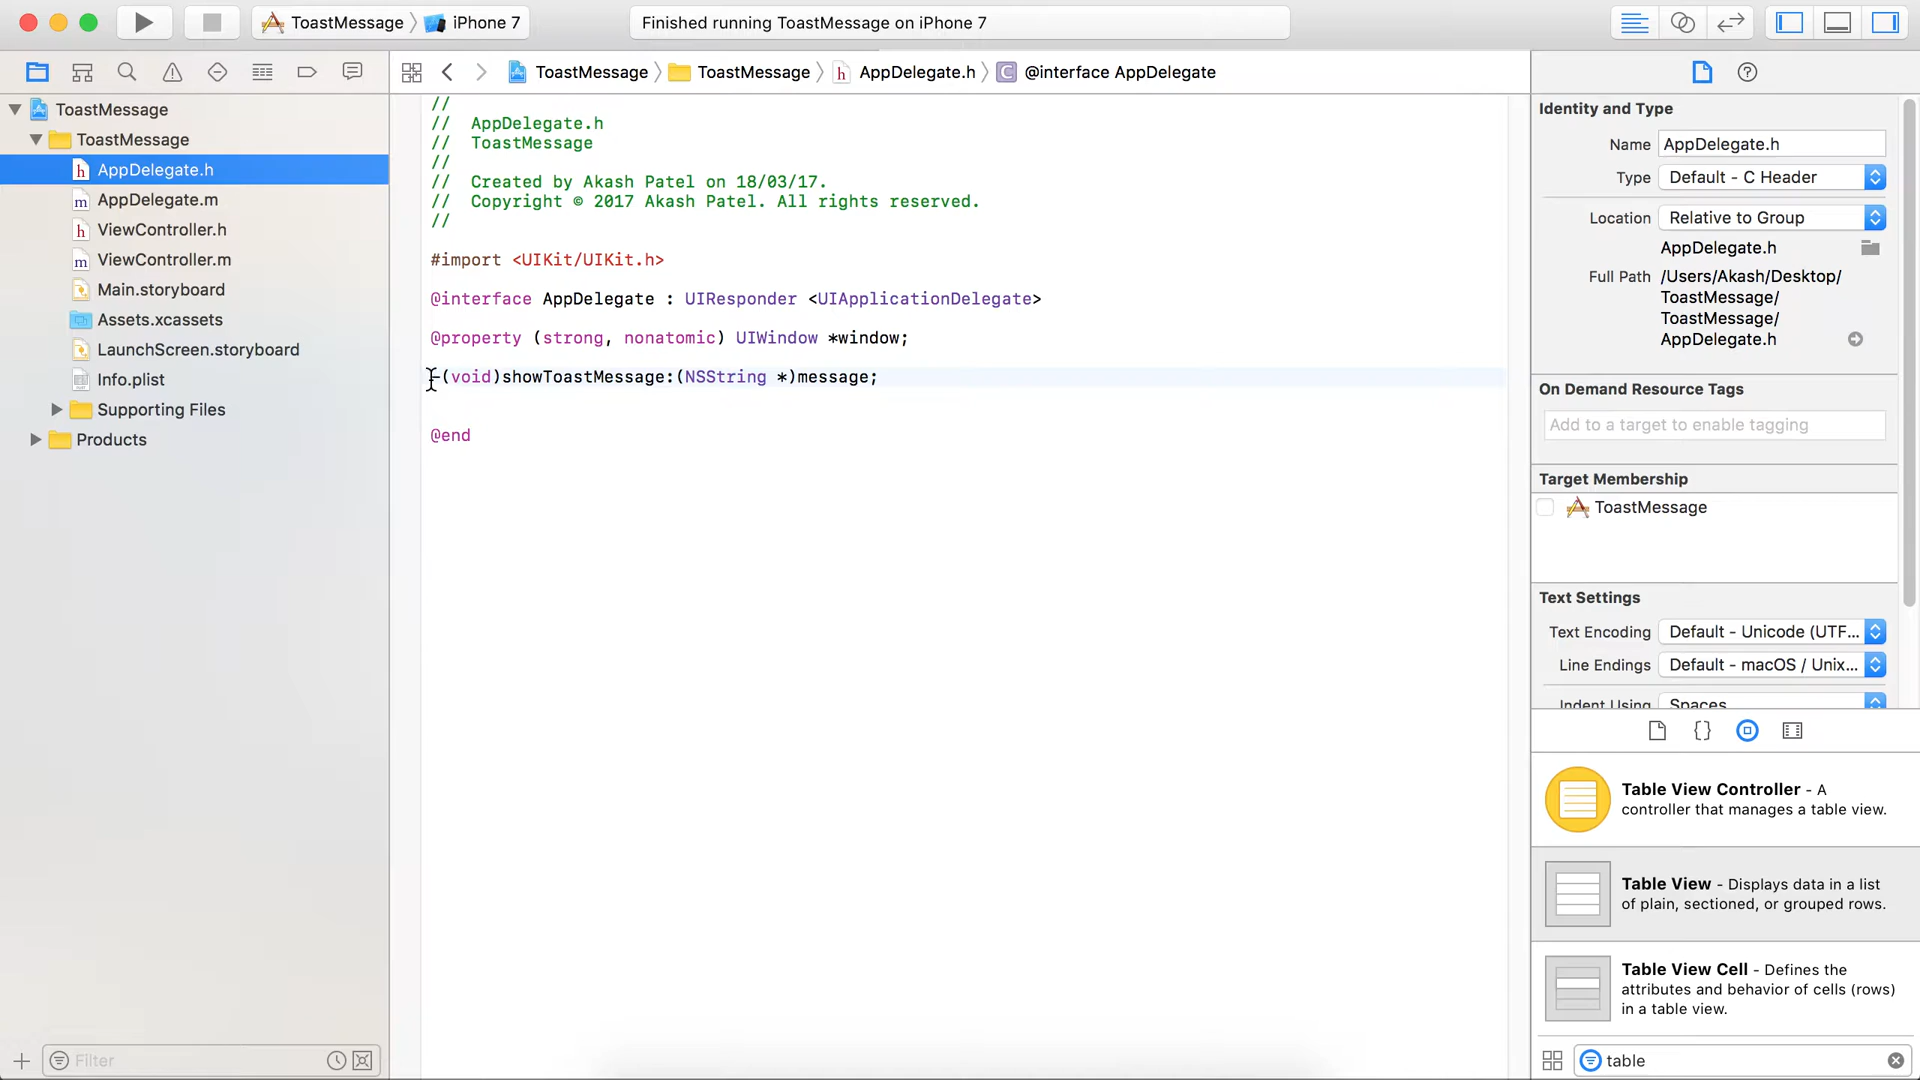 ToastMessage
iPhone 7
Finished running ToastMessage on iPhone 7
ToastMessage
ToastMessage
AppDelegate.h
@interface AppDelegate
ToastMessage
ToastMessage
AppDelegate.h
AppDelegate.m
ViewController.h
ViewController.m
Main.storyboard
Assets.xcassets
LaunchScreen.storyboard
Info.plist
Supporting Files
Products
Filter
//
// AppDelegate.h
// ToastMessage
//
// Created by Akash Patel on 18/03/17.
// Copyright © 2017 Akash Patel. All rights reserved.
//
#import <UIKit/UIKit.h>
@interface AppDelegate : UIResponder <UIApplicationDelegate>
@property (strong, nonatomic) UIWindow *window;
-(void)showToastMessage:(NSString *)message;
@end
Identity and Type
Name AppDelegate.h
Type Default - C Header
Location Relative to Group
AppDelegate.h
Full Path /Users/Akash/Desktop/
ToastMessage/
ToastMessage/
AppDelegate.h
On Demand Resource Tags
Add to a target to enable tagging
Target Membership
ToastMessage
Text Settings
Text Encoding Default - Unicode (UTF...
Line Endings Default - macOS / Unix...
Indent Using Spaces
Table View Controller - A
controller that manages a table view.
Table View - Displays data in a list
of plain, sectioned, or grouped rows.
Table View Cell - Defines the
attributes and behavior of cells (rows)
in a table view.
table